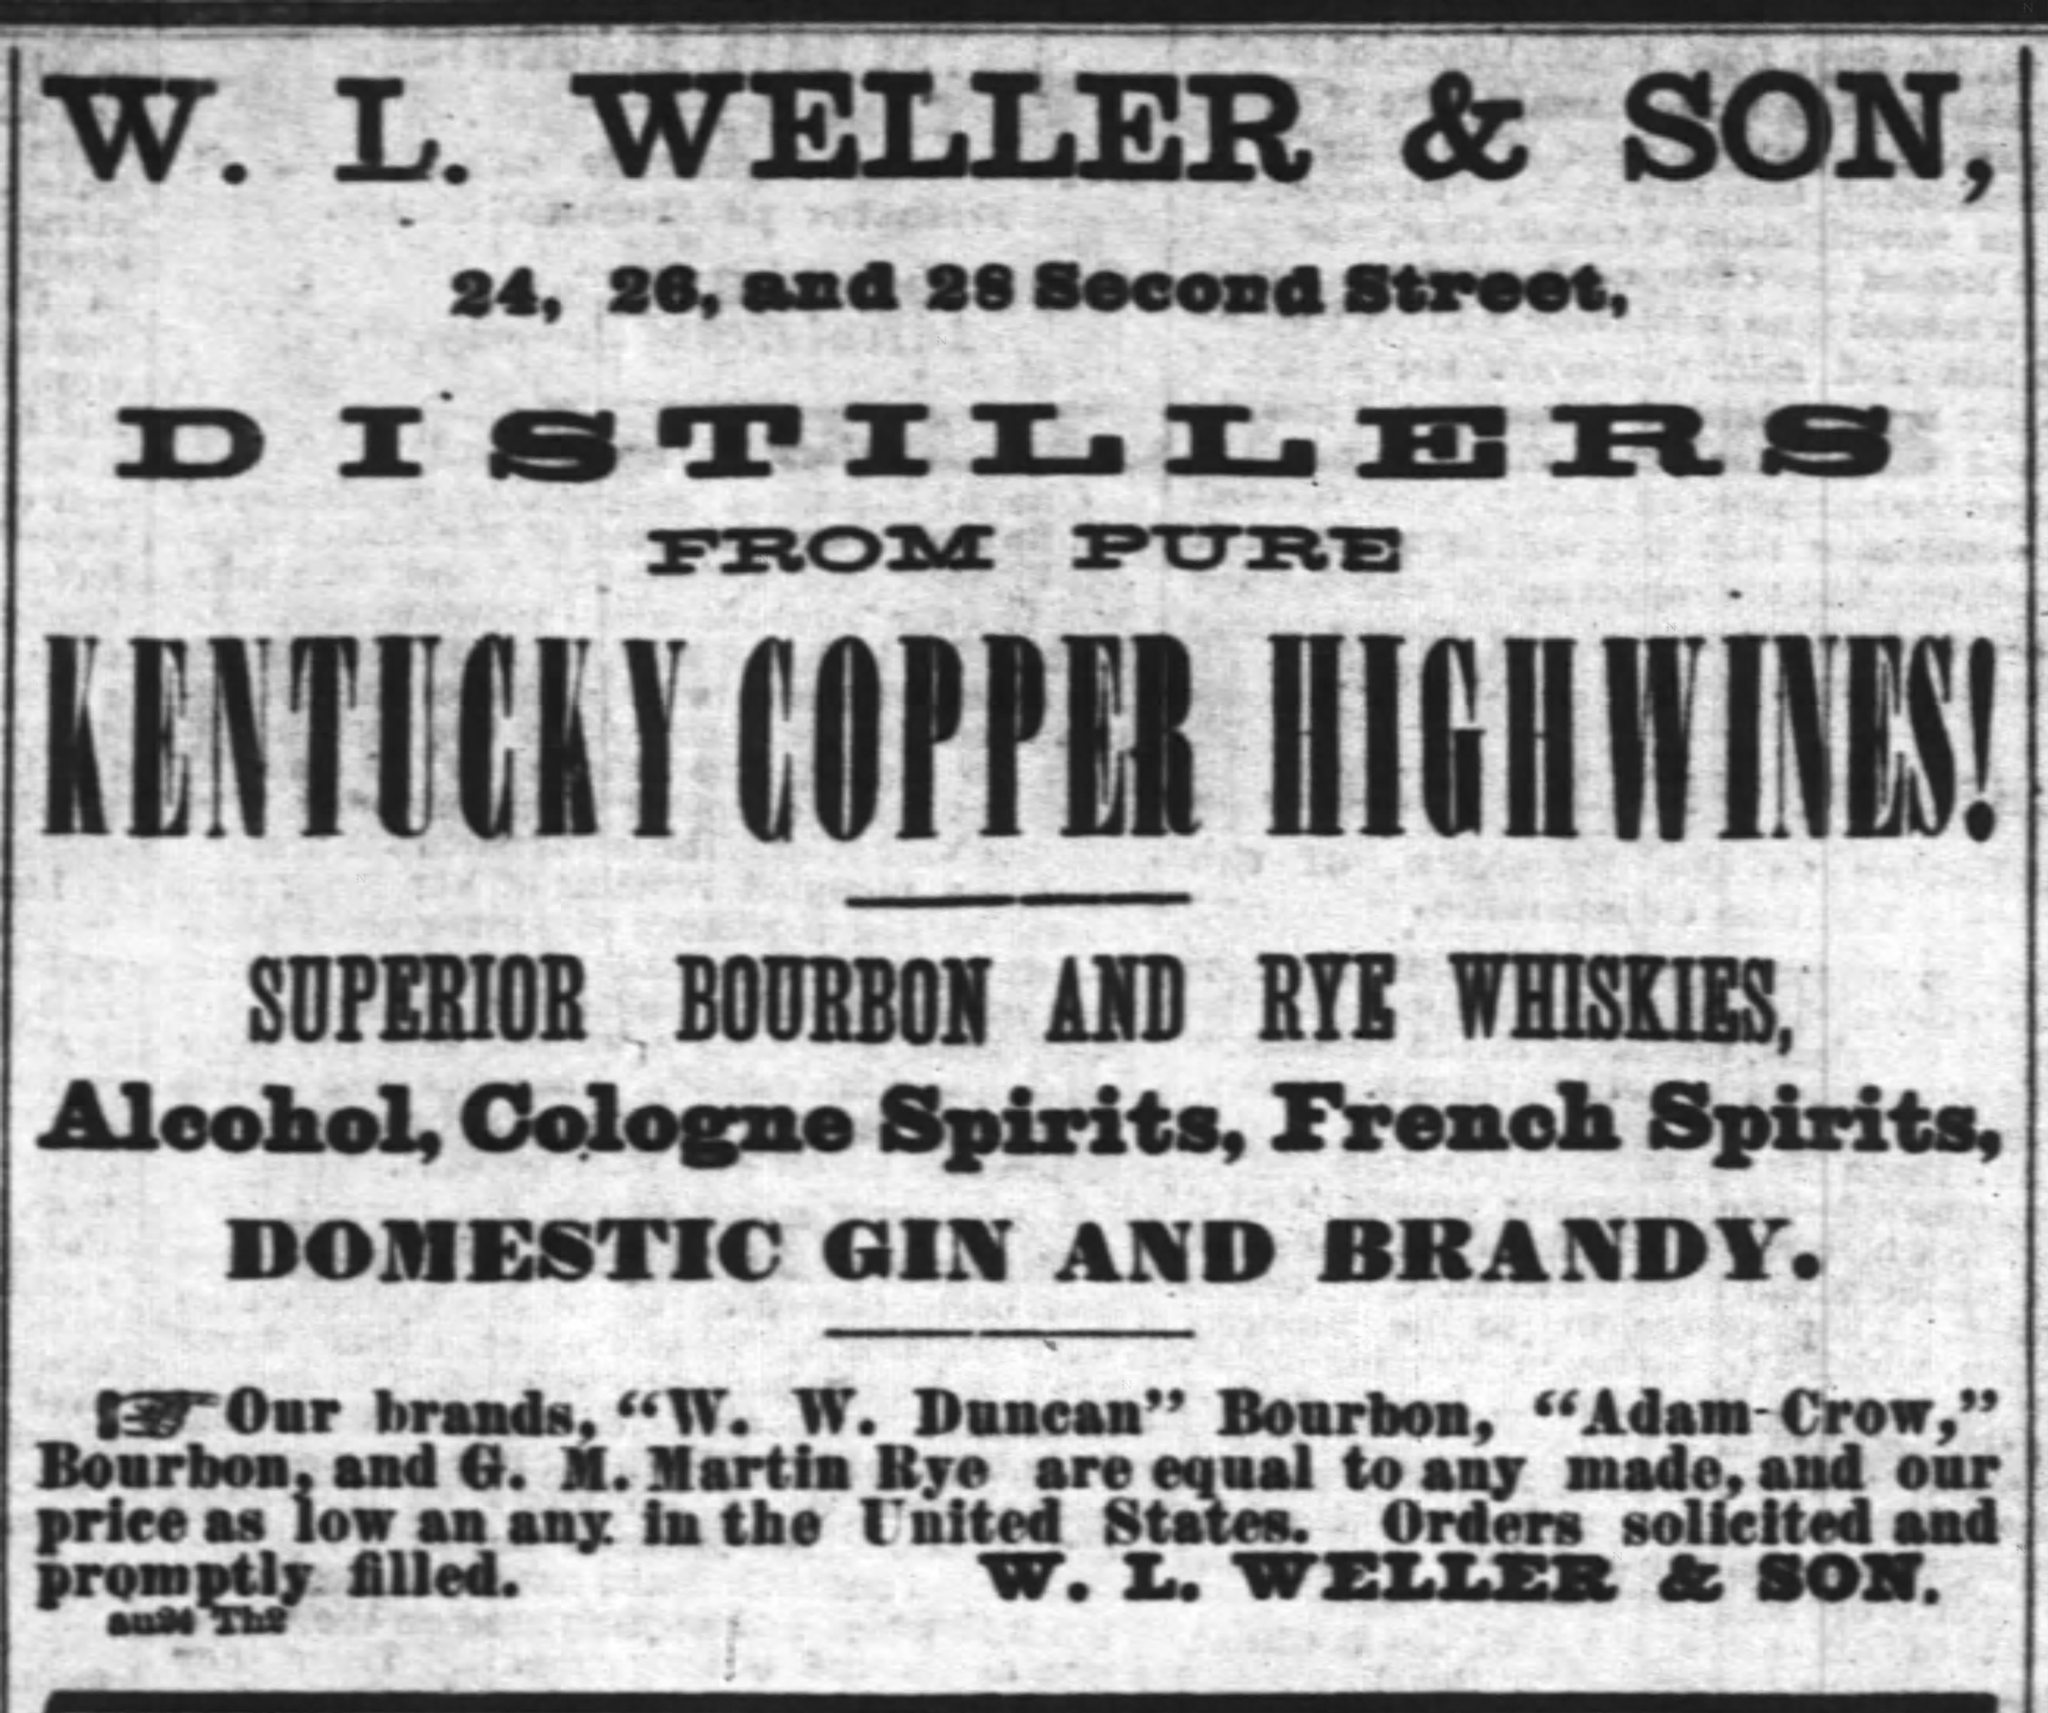 W. L. WELLER & SON,
24, 26, and 28 Second Street,
DISTILLERS
FROM PURE
KENTUCKY COPPER HIGHWINES!
SUPERIOR BOURBON AND RYE WHISKIES,
Alcohol, Cologne Spirits, French Spirits,
DOMESTIC GIN AND BRANDY.
☞Our brands, "W. W. Duncan" Bourbon, "Adam-Crow,"
Bourbon, and G. M. Martin Rye are equal to any made, and our
price as low an any in the United States. Orders solicited and
promptly filled. W. L. WELLER & SON.